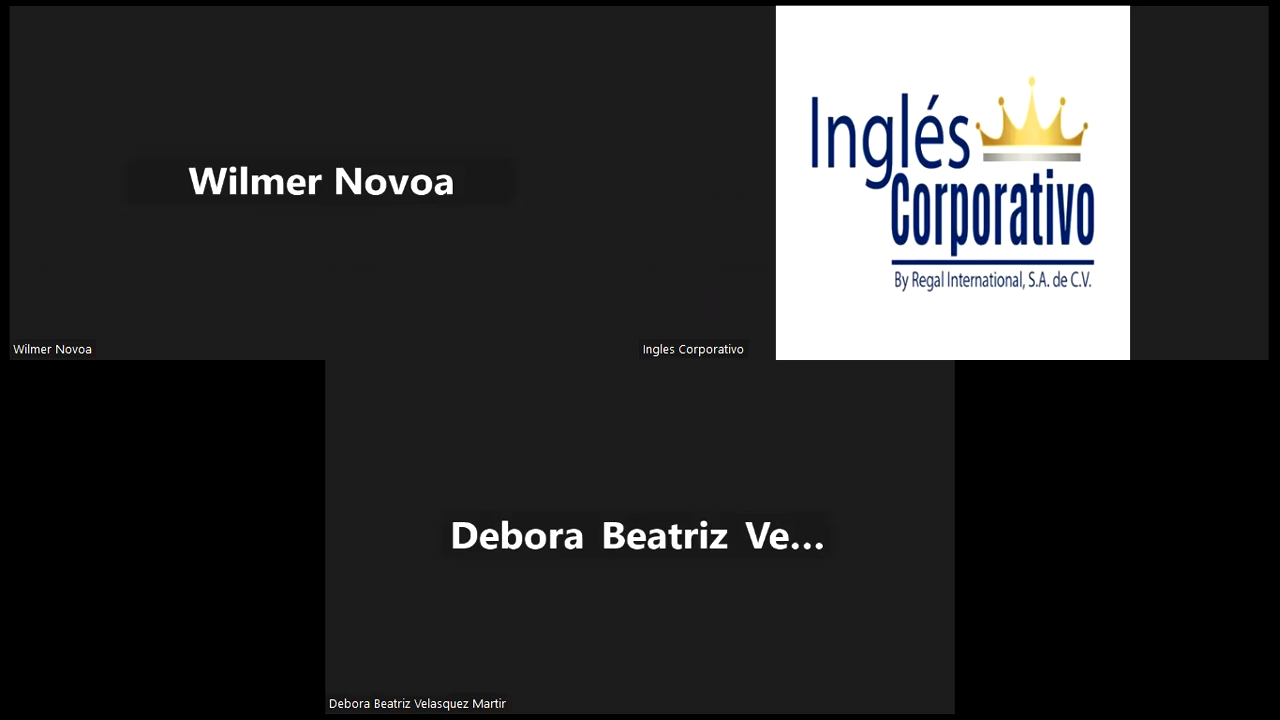 Wilmer Novoa
Wilmer Novoa
Inglés
Corporativo
By Regal International, S.A. de C.V.
Ingles Corporativo
Debora Beatriz Ve...
Debora Beatriz Velasquez Martir